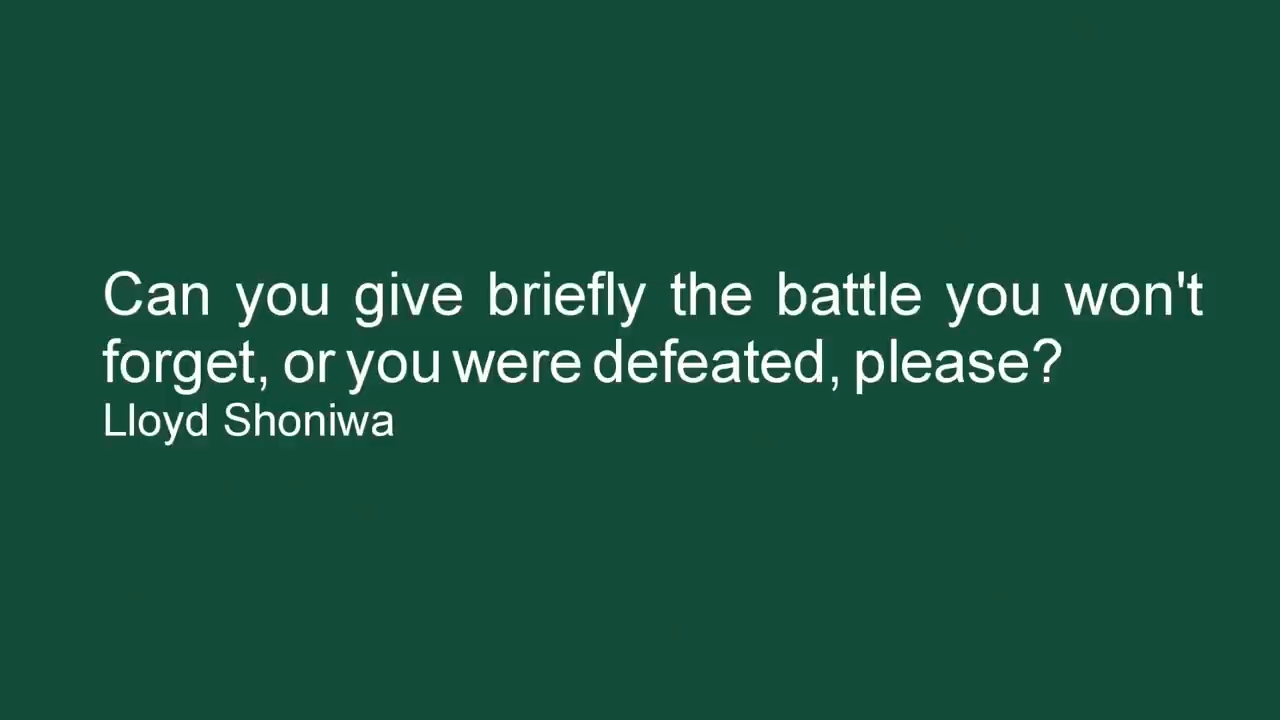 Can you give briefly the battle you won't
forget, or you were defeated, please?
Lloyd Shoniwa